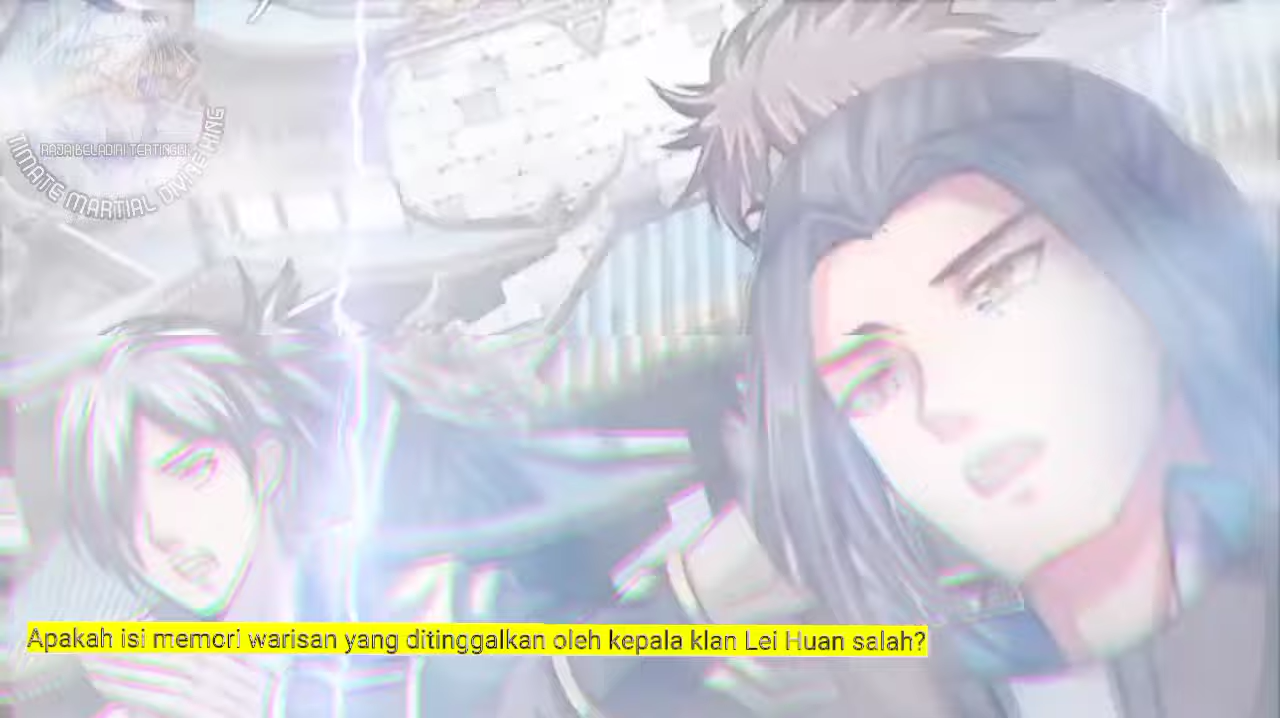 RAJA BELADIRI TERTINGGI
TIMATE MARTIAL DIVINE KING
Apakah isi memori warisan yang ditinggalkan oleh kepala klan Lei Huan salah?